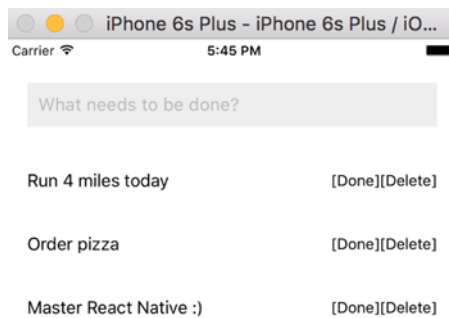 iPhone 6s Plus - iPhone 6s Plus / iO...
Carrier 5:45 PM
What needs to be done?
Run 4 miles today [Done][Delete]
Order pizza [Done][Delete]
Master React Native :) [Done][Delete]